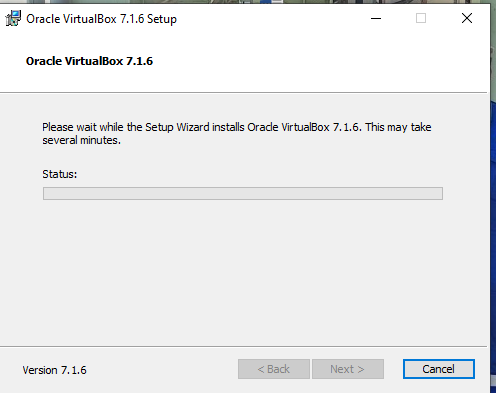 Oracle VirtualBox 7.1.6 Setup
Oracle VirtualBox 7.1.6
Please wait while the Setup Wizard installs Oracle VirtualBox 7.1.6. This may take
several minutes.
Status:
Version 7.1.6
< Back
Next >
Cancel